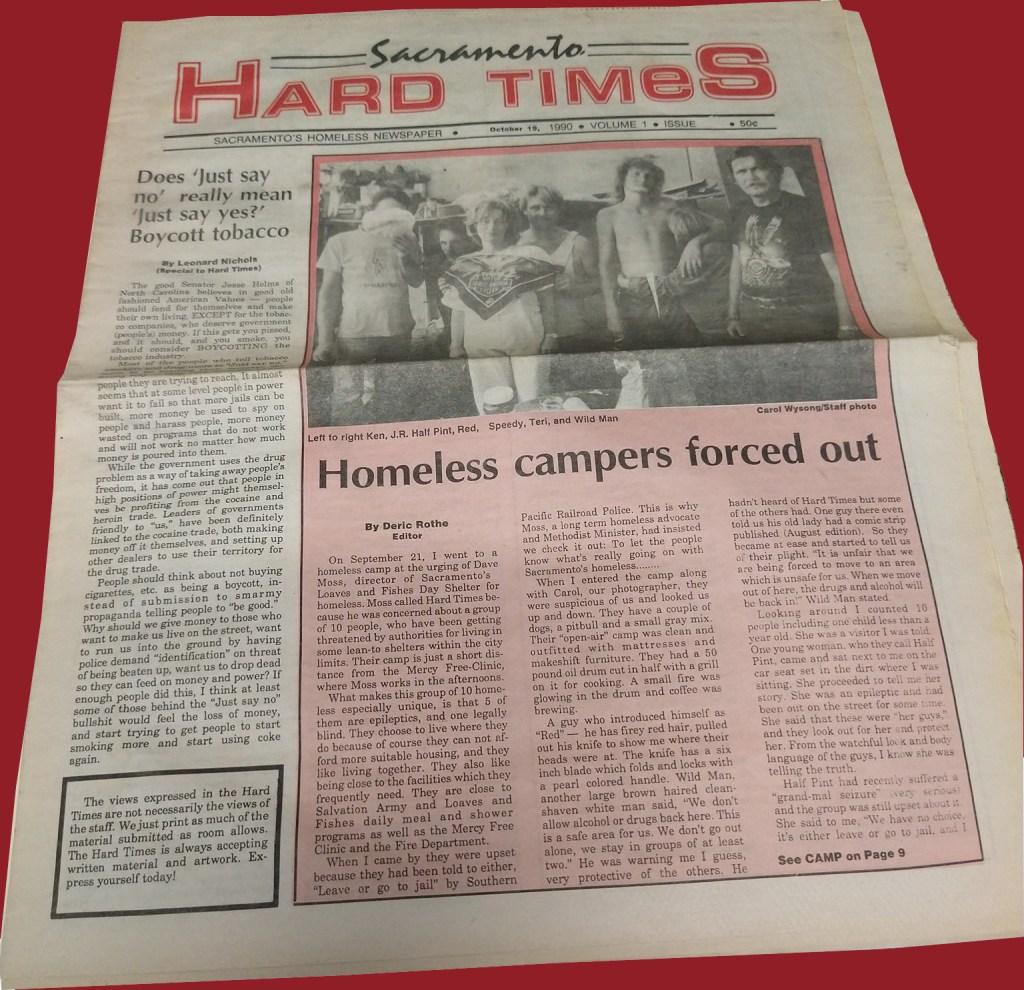 Sacramento
HARD TIMES
SACRAMENTO'S HOMELESS NEWSPAPER • October 19, 1990 • VOLUME 1 • ISSUE • 50¢
Does 'Just say
no' really mean
'Just say yes?'
Boycott tobacco
By Leonard Nichols
(Special to Hard Times)
The good Senator Jesse Helms of
North Carolina believes in good old
fashioned American Values — people
should fend for themselves and make
their own living, EXCEPT for the tobac-
co companies, who deserve government
(people's) money. If this gets you pissed,
and it should, and you smoke, you
should consider BOYCOTTING the
tobacco industry.
Most of the people who tell tobacco
people they are trying to reach. It almost
seems that at some level people in power
want it to fail so that more jails can be
built, more money be used to spy on
people and harass people, more money
wasted on programs that do not work
and will not work no matter how much
money is poured into them.
While the government uses the drug
problem as a way of taking away people's
freedom, it has come out that people in
high positions of power might themsel-
ves be profiting from the cocaine and
heroin trade. Leaders of governments
friendly to "us," have been definitely
linked to the cocaine trade, both making
money off it themselves, and setting up
other dealers to use their territory for
the drug trade.
People should think about not buying
cigarettes, etc. as being a boycott, in-
stead of submission to smarmy
propaganda telling people to "be good."
Why should we give money to those who
want to make us live on the street, want
to run us into the ground by having
police demand "identification" on threat
of being beaten up, want us to drop dead
so they can feed on money and power? If
enough people did this, I think at least
some of those behind the "Just say no"
bullshit would feel the loss of money,
and start trying to get people to start
smoking more and start using coke
again.
The views expressed in the Hard
Times are not necessarily the views of
the staff. We just print as much of the
material submitted as room allows.
The Hard Times is always accepting
written material and artwork. Ex-
press yourself today!
Left to right Ken, J.R. Half Pint, Red, Speedy, Teri, and Wild Man
Carol Wysong/Staff photo
Homeless campers forced out
By Deric Rothe
Editor
On September 21, I went to a
homeless camp at the urging of Dave
Moss, director of Sacramento's
Loaves and Fishes Day Shelter for
homeless. Moss called Hard Times be-
cause he was concerned about a group
of 10 people, who have been getting
threatened by authorities for living in
some lean-to shelters within the city
limits. Their camp is just a short dis-
tance from the Mercy Free-Clinic,
where Moss works in the afternoons.
What makes this group of 10 home-
less especially unique, is that 5 of
them are epileptics, and one legally
blind. They choose to live where they
do because of course they can not af-
ford more suitable housing, and they
like living together. They also like
being close to the facilities which they
frequently need. They are close to
Salvation Army and Loaves and
Fishes daily meal and shower
programs as well as the Mercy Free
Clinic and the Fire Department.
When I came by they were upset
because they had been told to either,
"Leave or go to jail" by Southern
Pacific Railroad Police. This is why
Moss, a long term homeless advocate
and Methodist Minister, had insisted
we check it out: To let the people
know what's really going on with
Sacramento's homeless........
When I entered the camp along
with Carol, our photographer, they
were suspicious of us and looked us
up and down. They have a couple of
dogs, a pitbull and a small gray mix.
Their "open-air" camp was clean and
outfitted with mattresses and
makeshift furniture. They had a 50
pound oil drum cut in half with a grill
on it for cooking. A small fire was
glowing in the drum and coffee was
brewing.
A guy who introduced himself as
"Red" — he has firey red hair, pulled
out his knife to show me where their
heads were at. The knife has a six
inch blade which folds and locks with
a pearl colored handle. Wild Man,
another large brown haired clean-
shaven white man said, "We don't
allow alcohol or drugs back here. This
is a safe area for us. We don't go out
alone, we stay in groups of at least
two." He was warning me I guess,
very protective of the others. He
hadn't heard of Hard Times but some
of the others had. One guy there even
told us his old lady had a comic strip
published (August edition). So they
became at ease and started to tell us
of their plight. "It is unfair that we
are being forced to move to an area
which is unsafe for us. When we move
out of here, the drugs and alcohol will
be back in!" Wild Man stated.
Looking around I counted 16
people including one child less than a
year old. She was a visitor I was told.
One young woman, who they call Half
Pint, came and sat next to me on the
car seat set in the dirt where I was
sitting. She proceeded to tell me her
story. She was an epileptic and had
been out on the street for some time.
She said that these were "her guys,"
and they look out for her and protect
her. From the watchful look and body
language of the guys, I know she was
telling the truth.
Half Pint had recently suffered a
"grand-mal seizure" (very serious)
and the group was still upset about it.
She said to me, "We have no choice,
it's either leave or go to jail, and I
See CAMP on Page 9